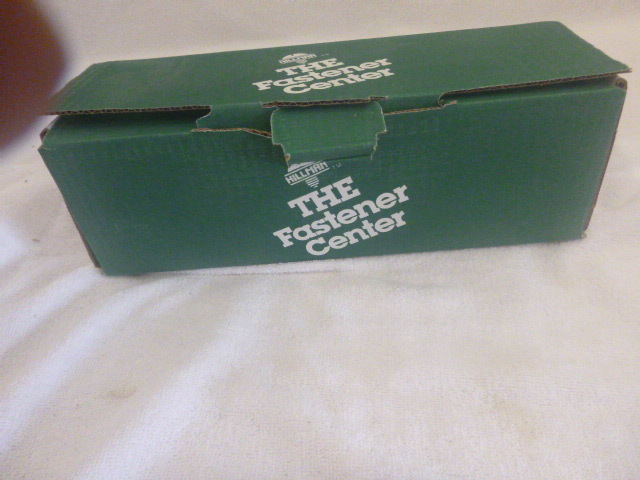 HILLMAN
THE
Fastener
Center
HILLMAN
THE
Fastener
Center